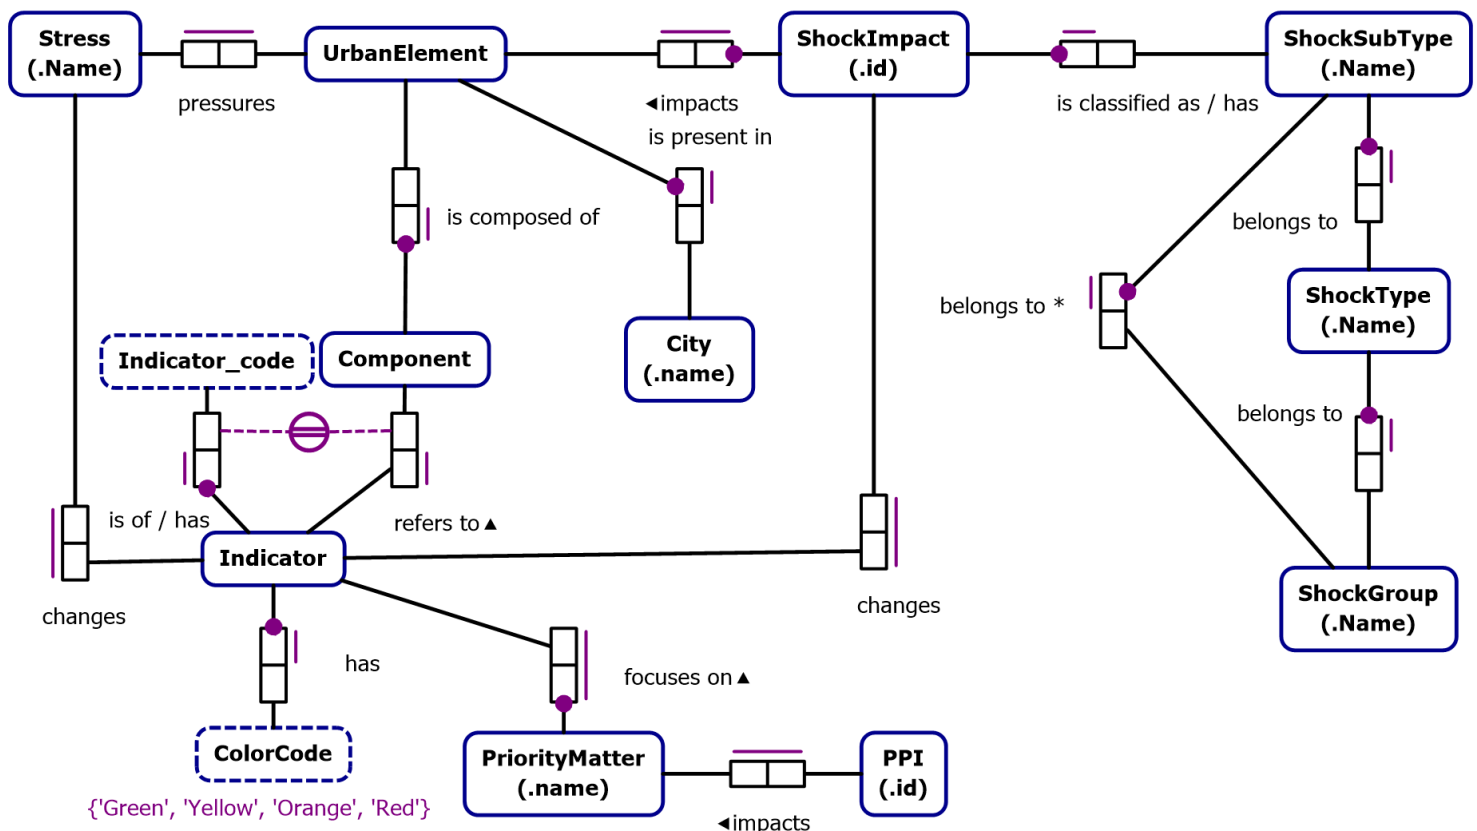 Stress
(.Name)
UrbanElement
ShockImpact
(.id)
ShockSubType
(.Name)
pressures
◄impacts
is classified as / has
is present in
is composed of
belongs to
belongs to *
ShockType
(.Name)
City
(.name)
Indicator_code
Component
belongs to
is of / has
refers to▲
Indicator
ShockGroup
(.Name)
changes
changes
has
focuses on▲
ColorCode
PriorityMatter
(.name)
PPI
(.id)
{'Green', 'Yellow', 'Orange', 'Red'}
◄impacts